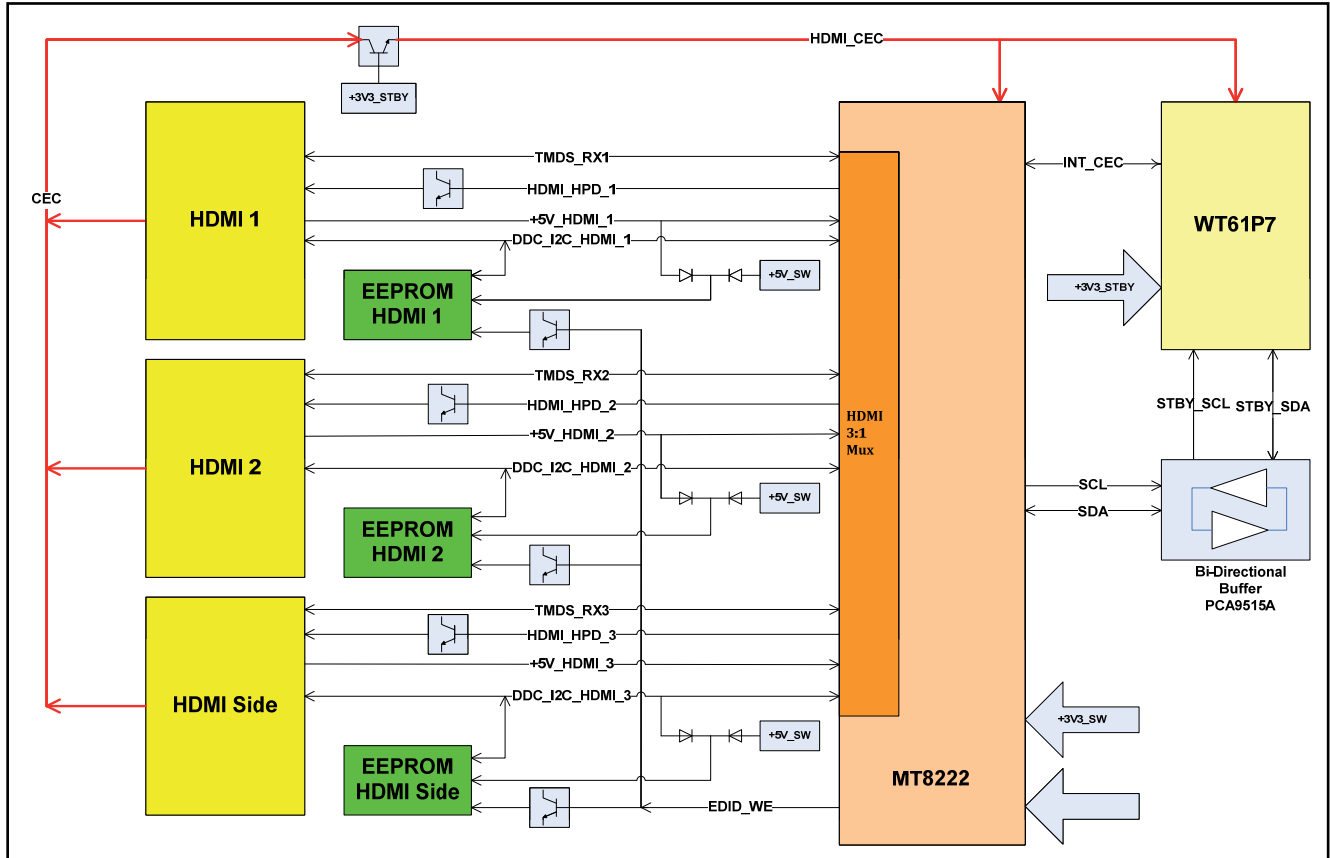 HDMI_CEC
+3V3_STBY
CEC
HDMI 1
TMDS_RX1
HDMI_HPD_1
+5V_HDMI_1
DDC_I2C_HDMI_1
+5V_SW
EEPROM
HDMI 1
HDMI 2
TMDS_RX2
HDMI_HPD_2
+5V_HDMI_2
DDC_I2C_HDMI_2
+5V_SW
EEPROM
HDMI 2
HDMI Side
TMDS_RX3
HDMI_HPD_3
+5V_HDMI_3
DDC_I2C_HDMI_3
+5V_SW
EEPROM
HDMI Side
EDID_WE
HDMI
3:1
Mux
MT8222
INT_CEC
WT61P7
+3V3_STBY
STBY_SCL
STBY_SDA
SCL
SDA
Bi-Directional
Buffer
PCA9515A
+3V3_SW